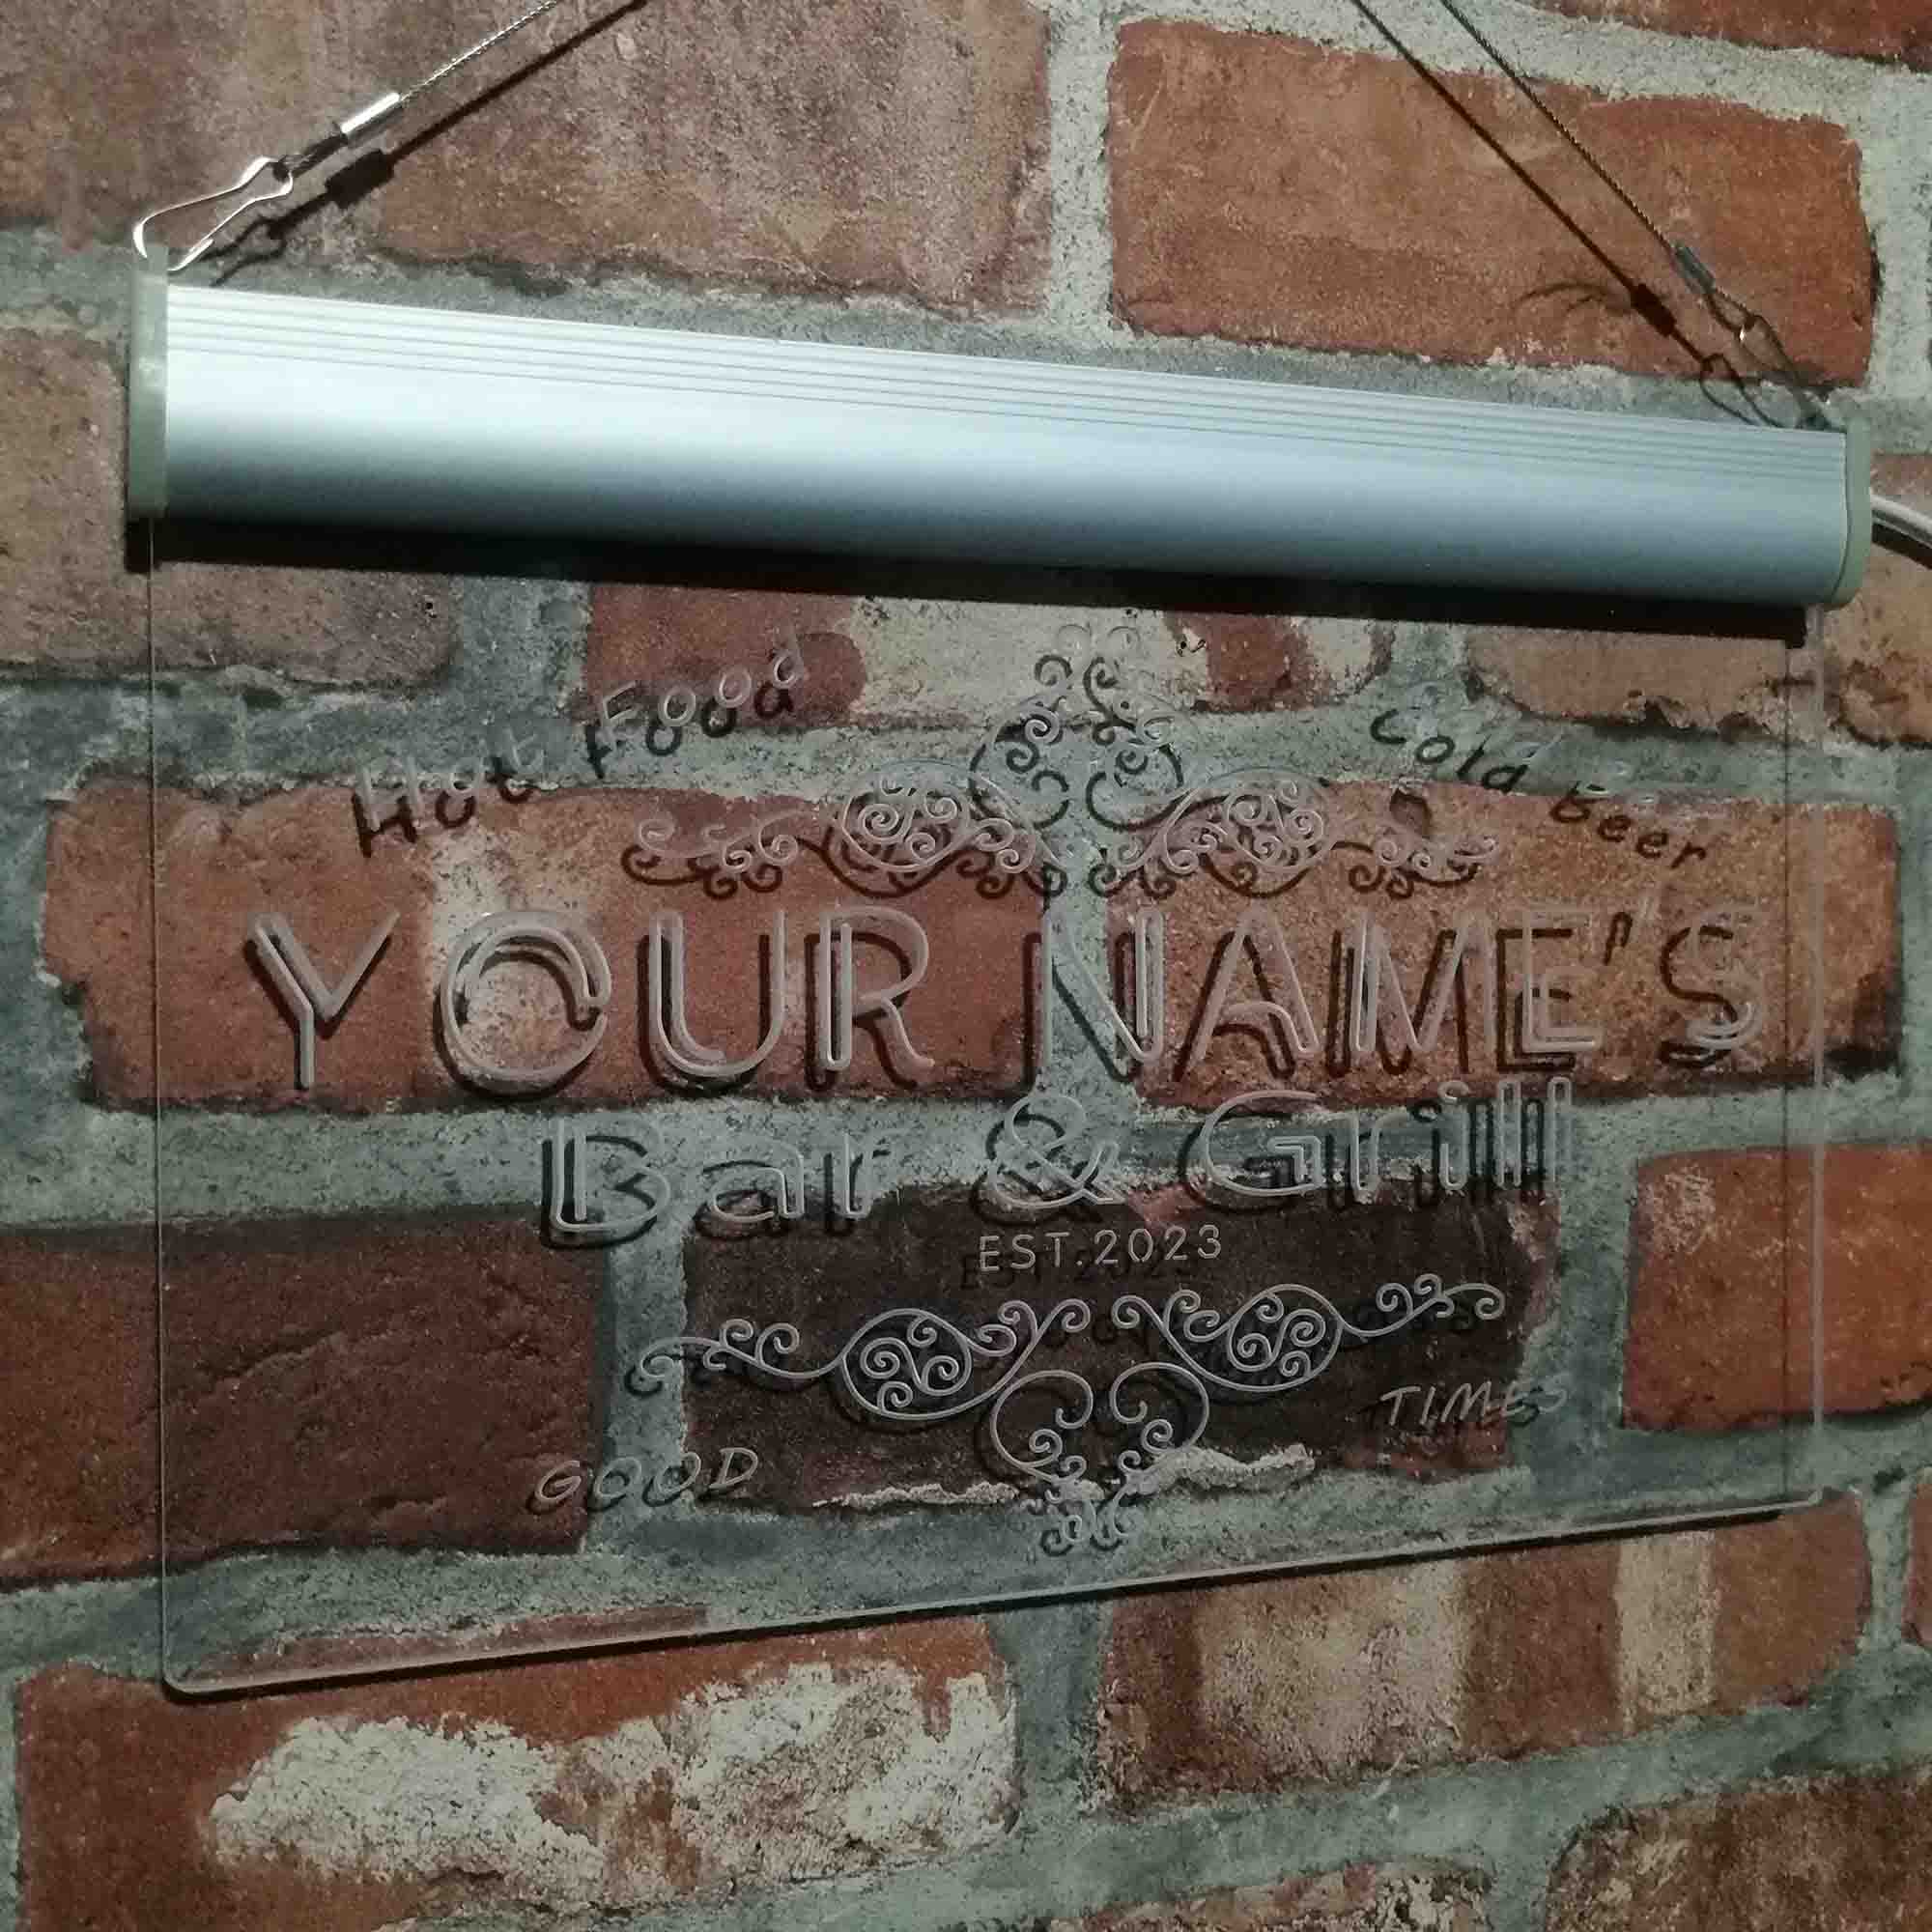 Hot Food
Cold Beer
YOUR NAME'S
Bar & Grill
EST.2023
GOOD
TIMES